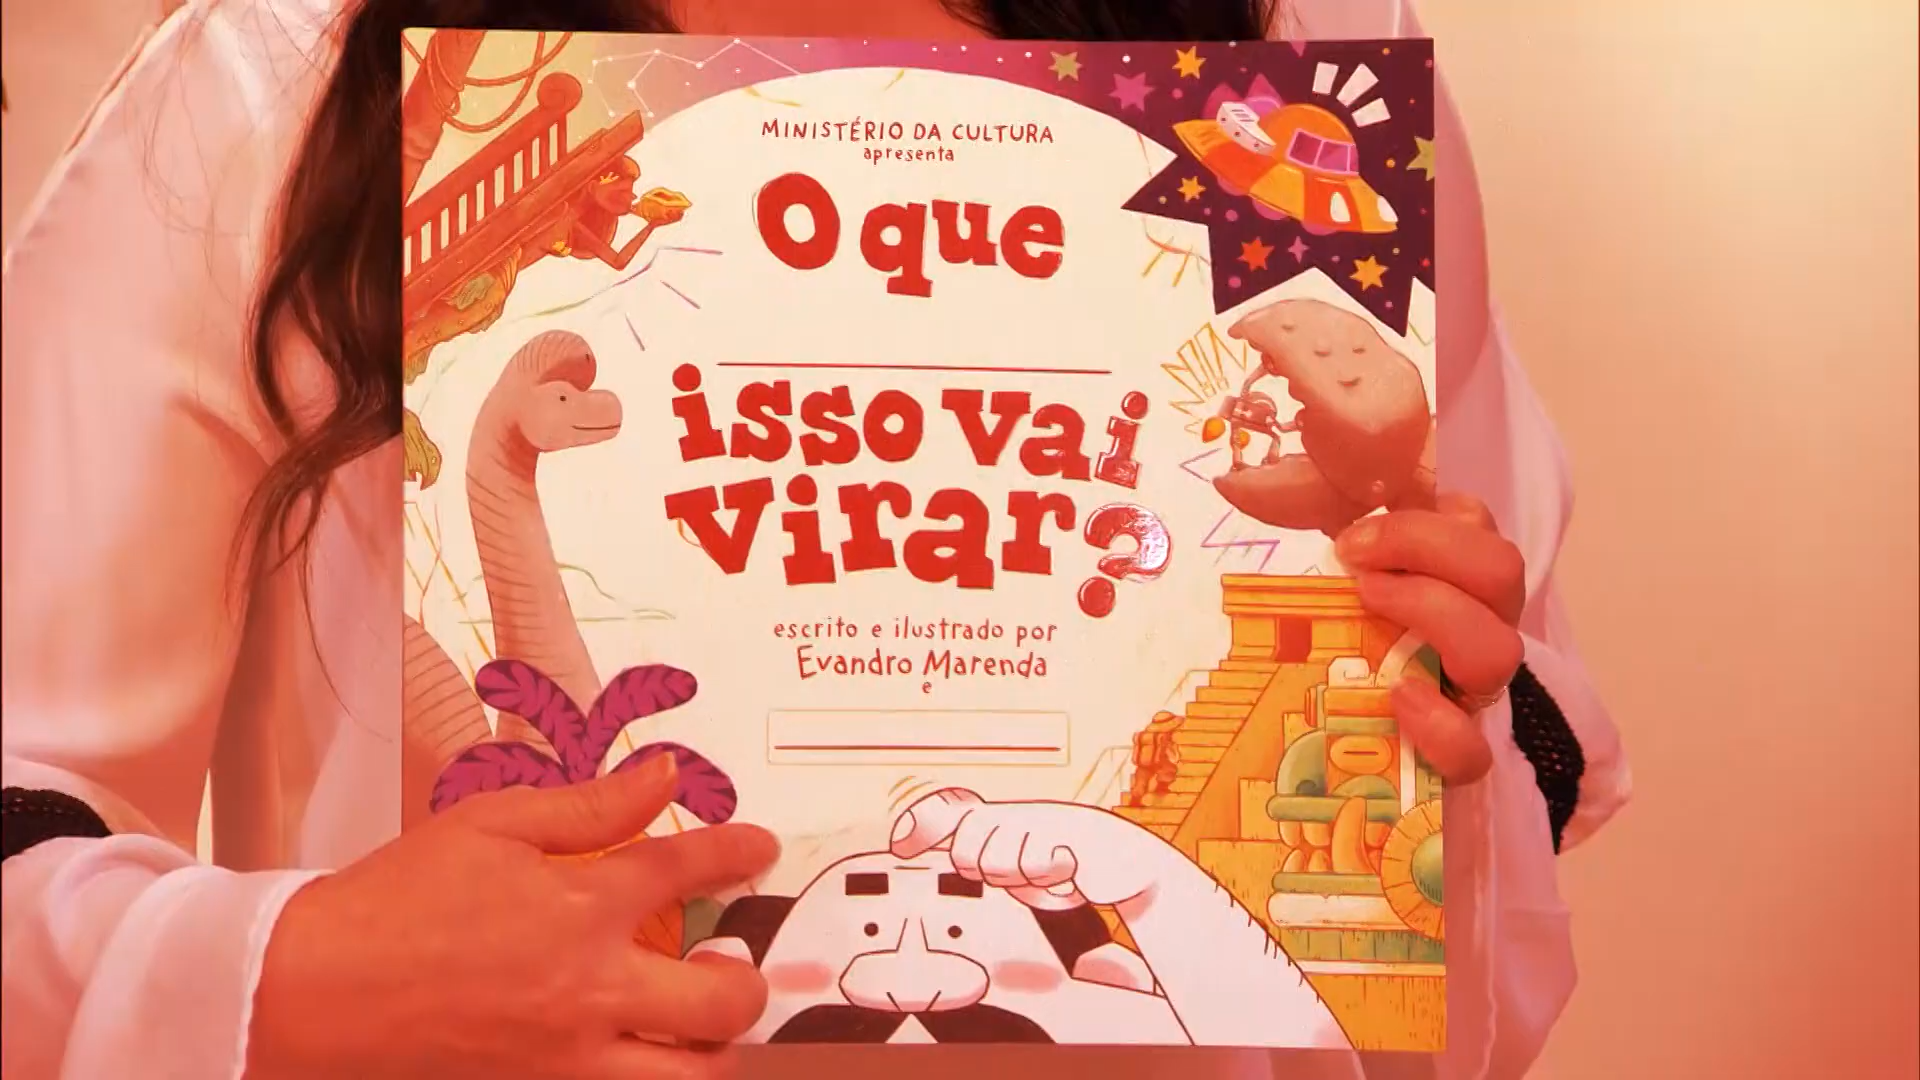 MINISTÉRIO DA CULTURA
apresenta
O que
isso vai
virar?
escrito e ilustrado por
Evandro Marenda
e